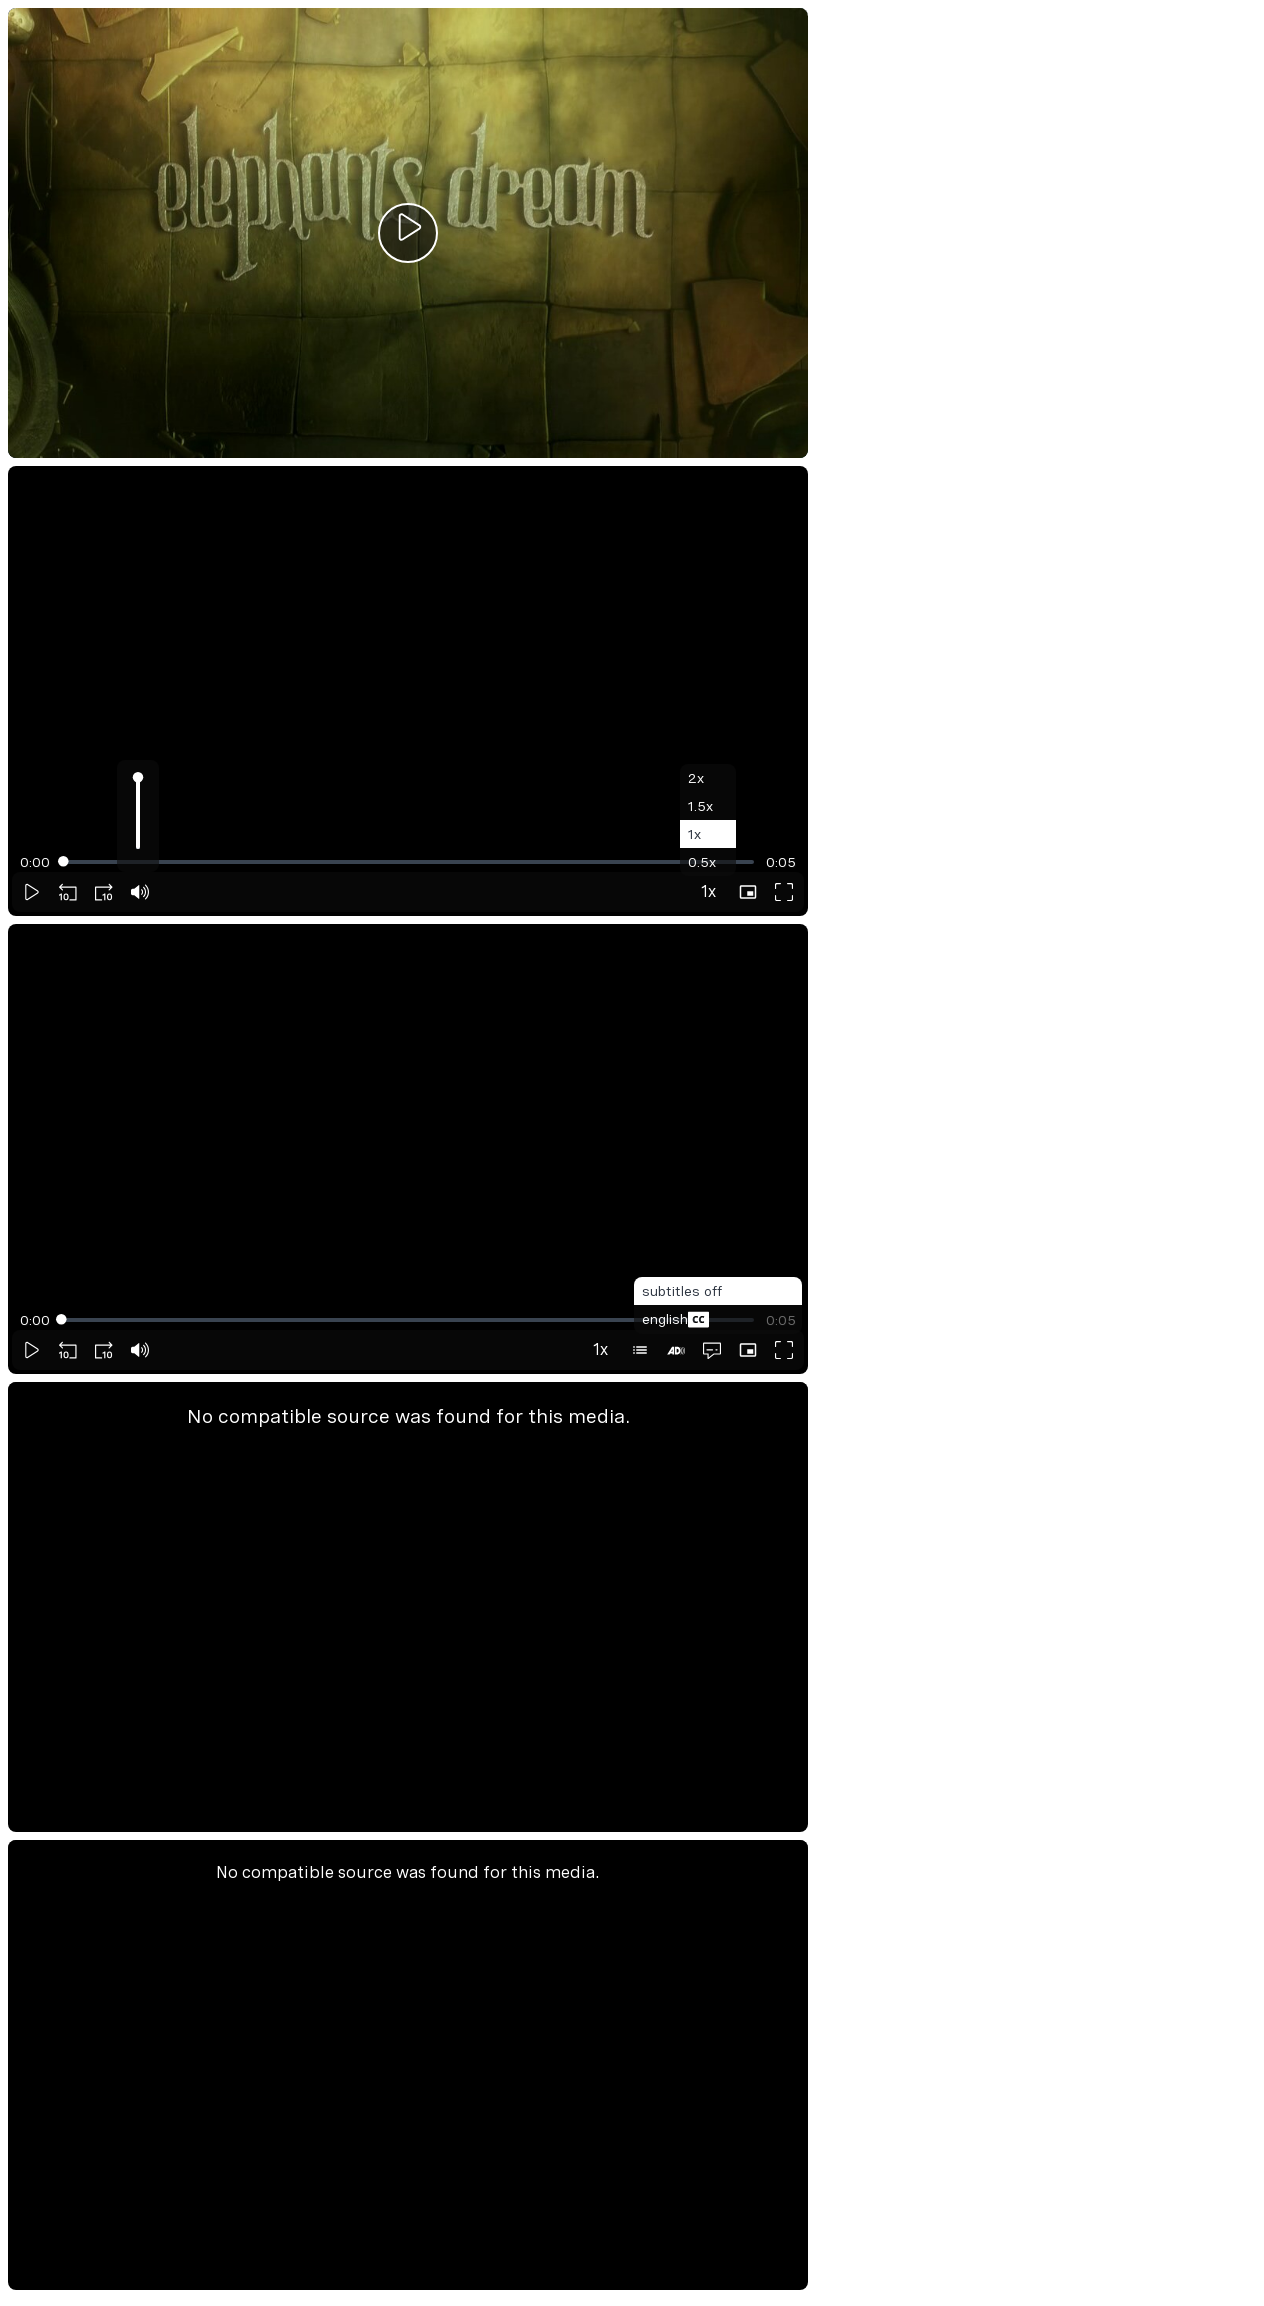 elephants dream
2x
1.5x
1x
0.5x
0:00
0:05
10 10 1x
subtitles off
english CC
0:00
0:05
10 10 1x AD
No compatible source was found for this media.
No compatible source was found for this media.